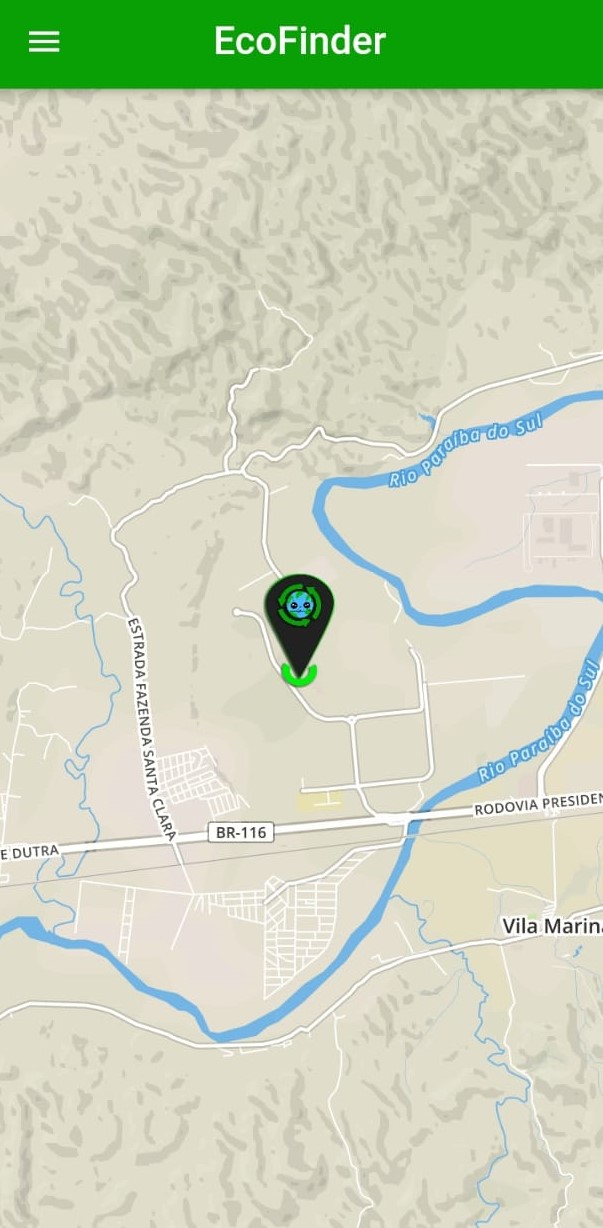 EcoFinder
Rio Paraíba do Sul
ESTRADA FAZENDA SANTA CLARA
Rio Paraíba do Sul
RODOVIA PRESIDEN
BR-116
E DUTRA
Vila Marina